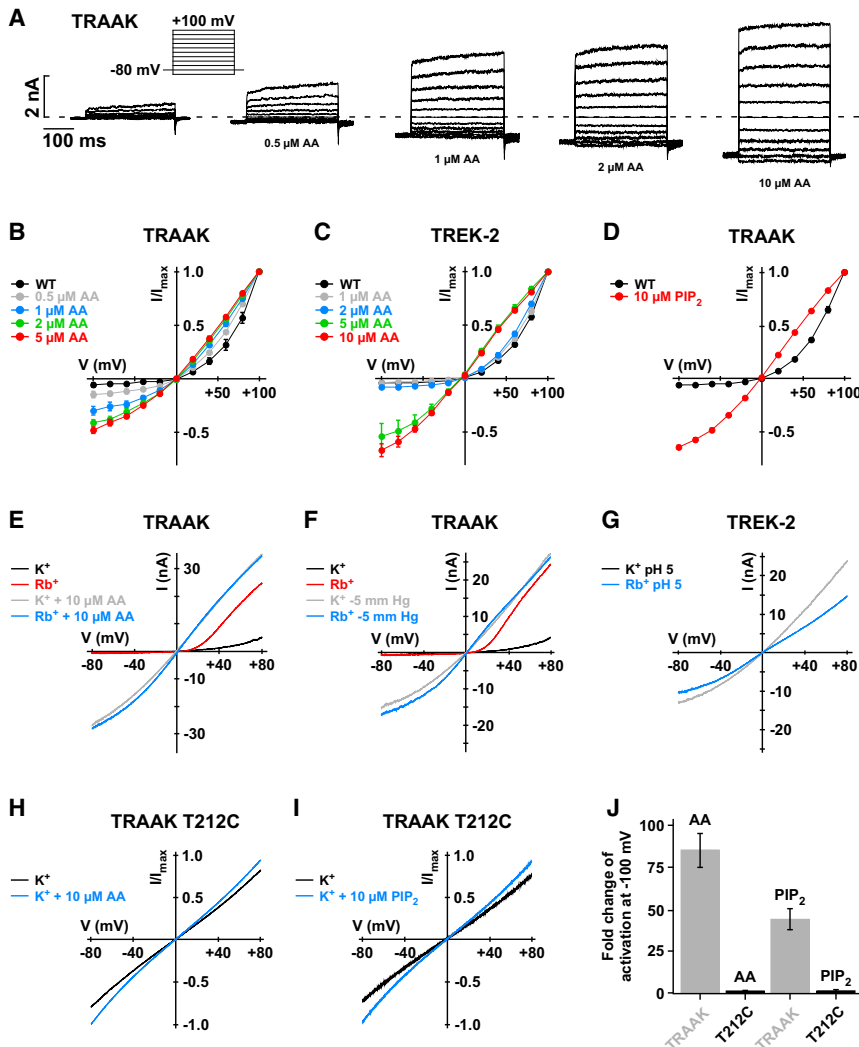 A
TRAAK
+100 mV
-80 mV
2 nA
100 ms
0.5 µM AA
1 µM AA
2 µM AA
10 µM AA
B
TRAAK
I/Imax
WT
0.5 µM AA
1 µM AA
2 µM AA
5 µM AA
V (mV)
1.0
0.5
+50
+100
-0.5
C
TREK-2
I/Imax
WT
1 µM AA
2 µM AA
5 µM AA
10 µM AA
V (mV)
1.0
0.5
+50
+100
-0.5
D
TRAAK
I/Imax
WT
10 µM PIP2
V (mV)
1.0
0.5
+50
+100
-0.5
E
TRAAK
I (nA)
K+
Rb+
K+ + 10 µM AA
Rb+ + 10 µM AA
V (mV)
30
10
-80
-40
+40
+80
-10
-30
F
TRAAK
I (nA)
K+
Rb+
K+ -5 mm Hg
Rb+ -5 mm Hg
V (mV)
20
10
-80
-40
+40
+80
-10
-20
G
TREK-2
I (nA)
K+ pH 5
Rb+ pH 5
V (mV)
20
10
-80
-40
+40
+80
-10
-20
H
TRAAK T212C
I/Imax
K+
K+ + 10 µM AA
V (mV)
1.0
0.5
-80
-40
+40
+80
-0.5
-1.0
I
TRAAK T212C
I/Imax
K+
K+ + 10 µM PIP2
V (mV)
1.0
0.5
-80
-40
+40
+80
-0.5
-1.0
J
Fold change of
activation at -100 mV
100
75
50
25
0
AA
AA
PIP2
PIP2
TRAAK
T212C
TRAAK
T212C